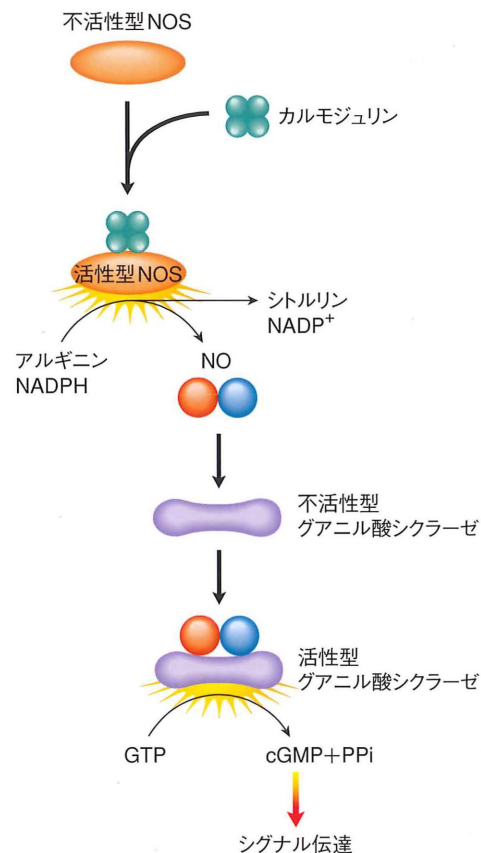 不活性型NOS
カルモジュリン
活性型NOS
シトルリン
NADP⁺
アルギニン
NADPH
NO
不活性型
グアニル酸シクラーゼ
活性型
グアニル酸シクラーゼ
GTP
cGMP+PPi
シグナル伝達